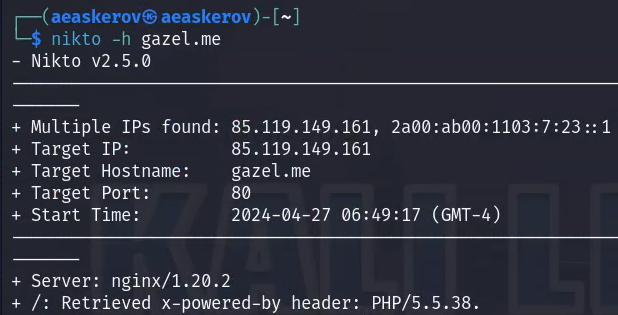 (aeaskerov㉿aeaskerov)-[~]
$ nikto -h gazel.me
- Nikto v2.5.0
+ Multiple IPs found: 85.119.149.161, 2a00:ab00:1103:7:23::1
+ Target IP: 85.119.149.161
+ Target Hostname: gazel.me
+ Target Port: 80
+ Start Time: 2024-04-27 06:49:17 (GMT-4)
+ Server: nginx/1.20.2
+ /: Retrieved x-powered-by header: PHP/5.5.38.